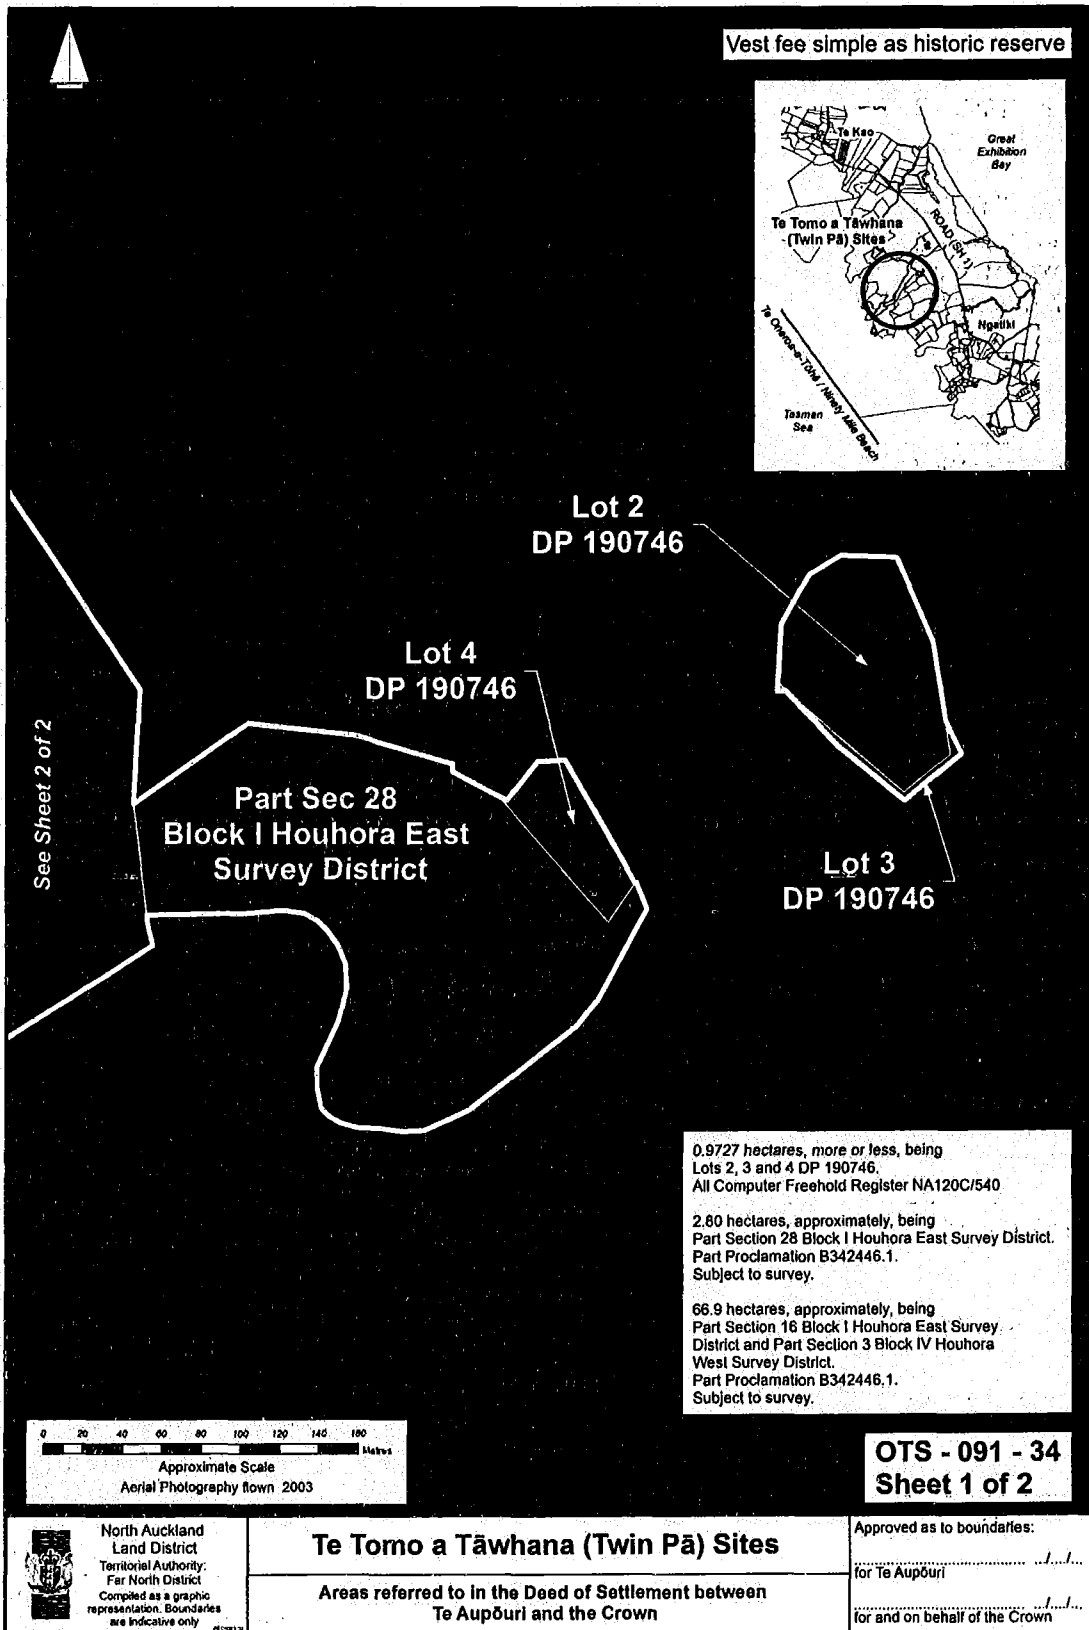 Vest fee simple as historic reserve
Te Kao
Great
Exhibition
Bay
Te Tomo a Tāwhana
(Twin Pā) Sites
ROAD (SH 1)
Ngataki
Te Oneroa-a-Tōhē / Ninety Mile Beach
Tasman
Sea
Lot 2
DP 190746
Lot 4
DP 190746
See Sheet 2 of 2
Part Sec 28
Block I Houhora East
Survey District
Lot 3
DP 190746
0.9727 hectares, more or less, being
Lots 2, 3 and 4 DP 190746.
All Computer Freehold Register NA120C/540
2.80 hectares, approximately, being
Part Section 28 Block I Houhora East Survey District.
Part Proclamation B342446.1.
Subject to survey.
66.9 hectares, approximately, being
Part Section 16 Block I Houhora East Survey
District and Part Section 3 Block IV Houhora
West Survey District.
Part Proclamation B342446.1.
Subject to survey.
0 20 40 60 80 100 120 140 160
Metres
Approximate Scale
Aerial Photography flown 2003
OTS - 091 - 34
Sheet 1 of 2
North Auckland
Land District
Territorial Authority:
Far North District
Compiled as a graphic
representation. Boundaries
are indicative only
Te Tomo a Tāwhana (Twin Pā) Sites
Areas referred to in the Deed of Settlement between
Te Aupōuri and the Crown
Approved as to boundaries:
.............................. .../.../...
for Te Aupōuri
.............................. .../.../...
for and on behalf of the Crown